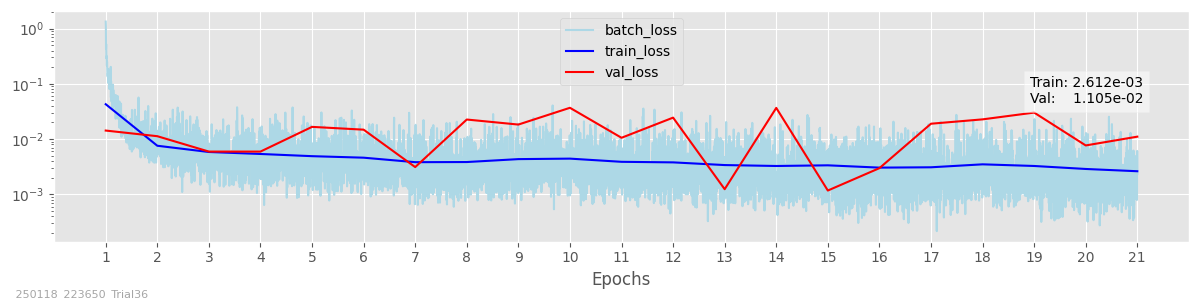 10⁰
10⁻¹
10⁻²
10⁻³
batch_loss
train_loss
val_loss
Train: 2.612e-03
Val: 1.105e-02
1 2 3 4 5 6 7 8 9 10 11 12 13 14 15 16 17 18 19 20 21
Epochs
250118_223650_Trial36